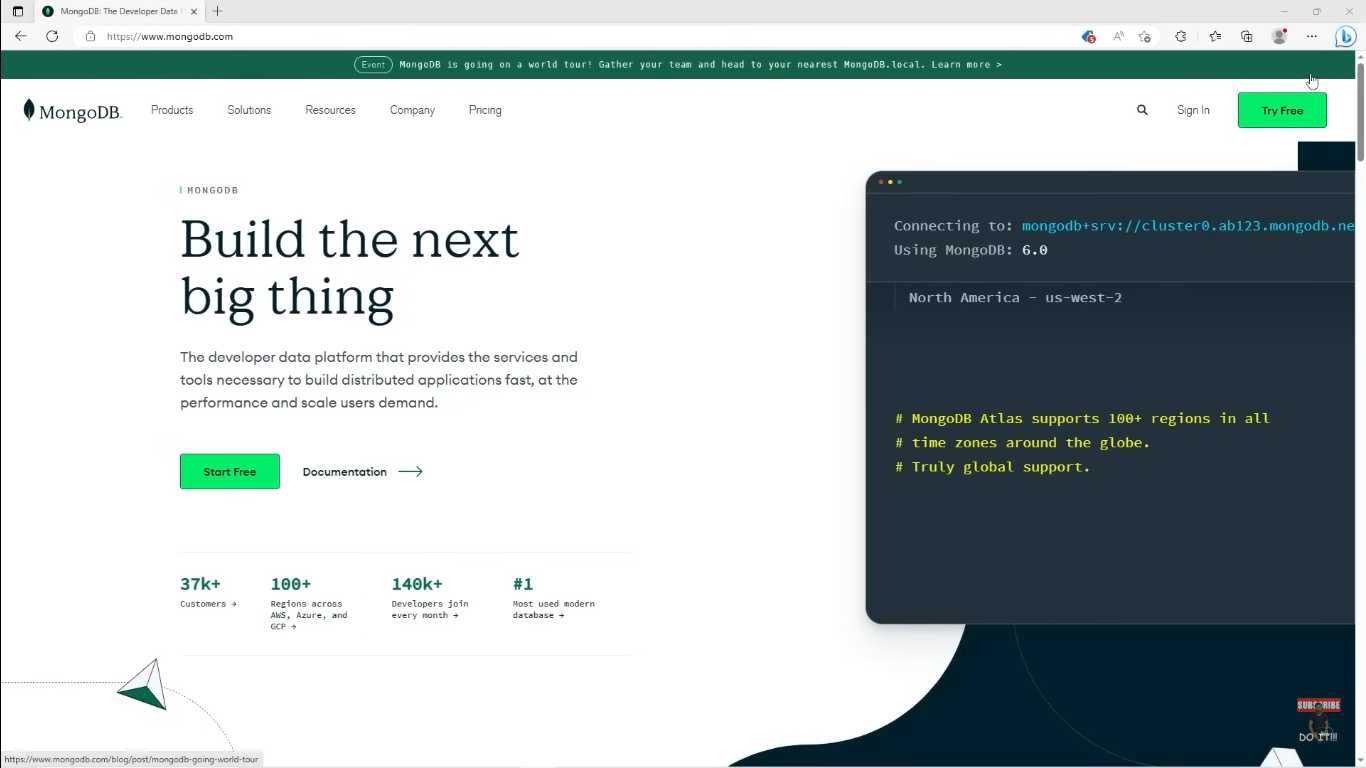 MongoDB: The Developer Data
https://www.mongodb.com
Event MongoDB is going on a world tour! Gather your team and head to your nearest MongoDB.local. Learn more >
MongoDB. Products Solutions Resources Company Pricing Sign In Try Free
MONGODB
Build the next
big thing
The developer data platform that provides the services and
tools necessary to build distributed applications fast, at the
performance and scale users demand.
Start Free Documentation
37k+
Customers →
100+
Regions across
AWS, Azure, and
GCP →
140k+
Developers join
every month →
#1
Most used modern
database →
Connecting to: mongodb+srv://cluster0.ab123.mongodb.ne
Using MongoDB: 6.0
North America - us-west-2
# MongoDB Atlas supports 100+ regions in all
# time zones around the globe.
# Truly global support.
SUBSCRIBE
DO IT!!!
https://www.mongodb.com/blog/post/mongodb-going-world-tour